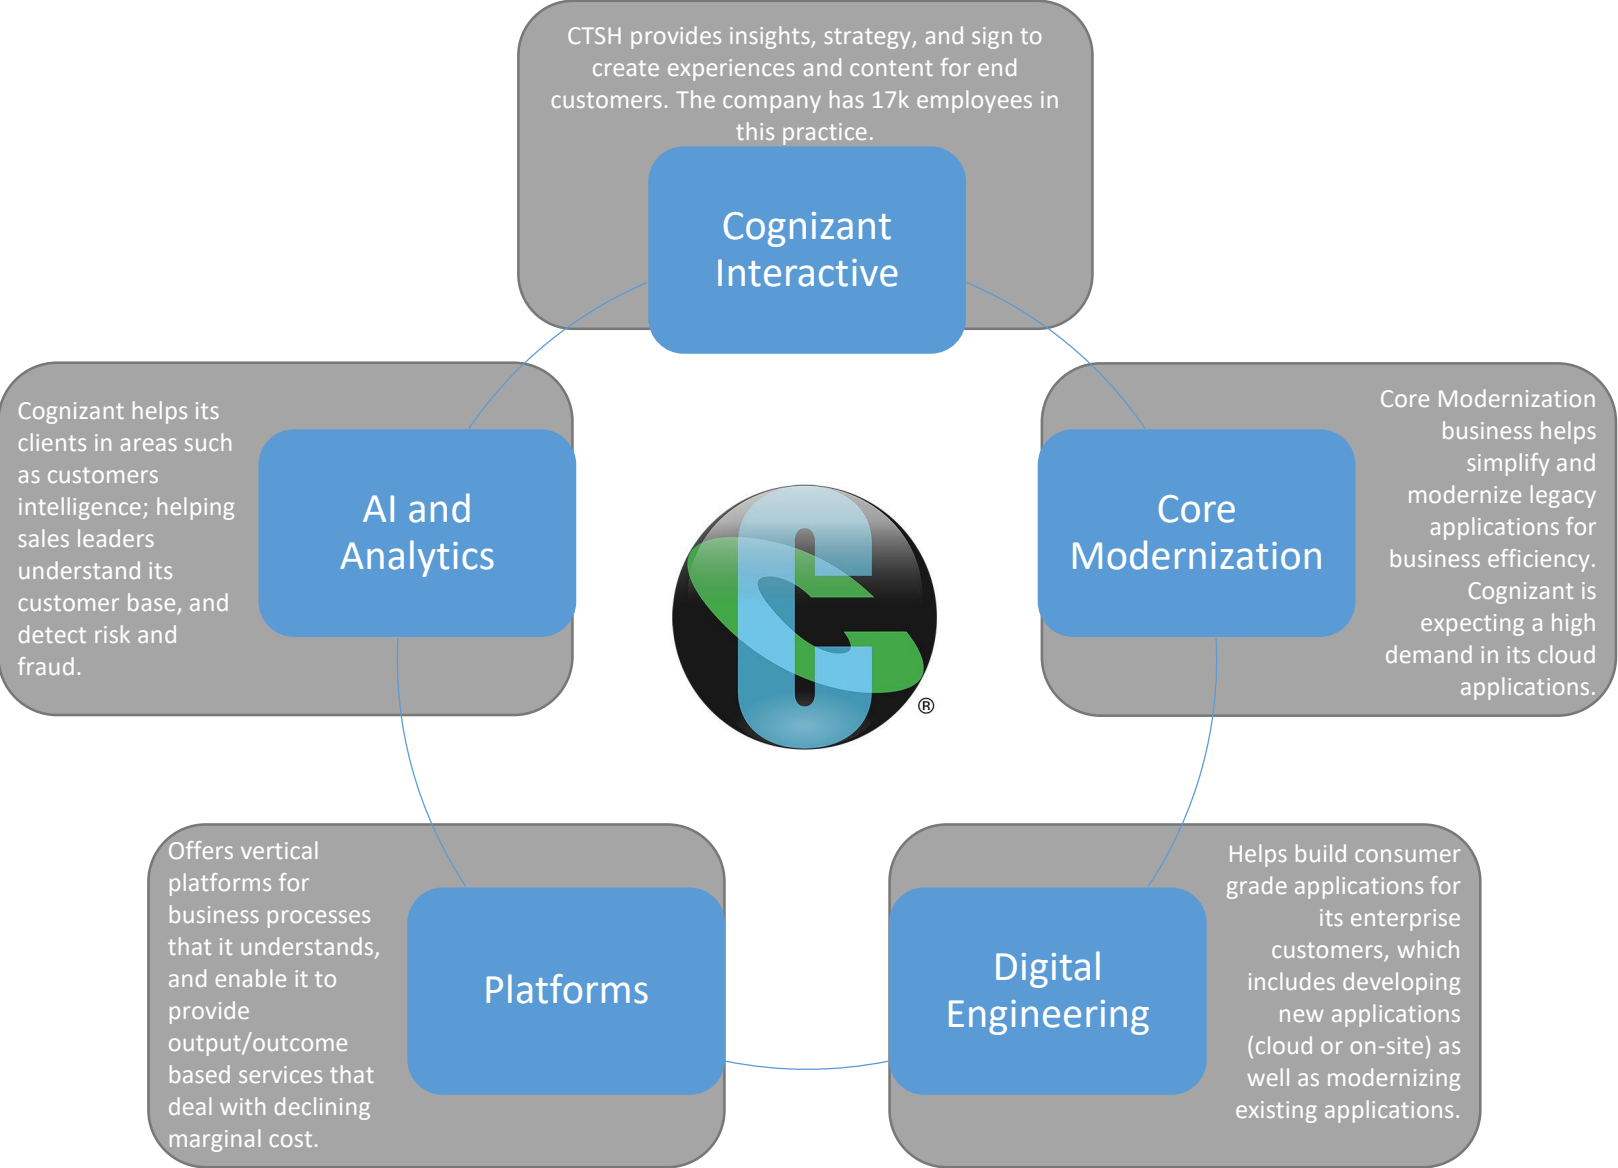 CTSH provides insights, strategy, and sign to
create experiences and content for end
customers. The company has 17k employees in
this practice.
Cognizant
Interactive
Cognizant helps its
clients in areas such
as customers
intelligence; helping
sales leaders
understand its
customer base, and
detect risk and
fraud.
AI and
Analytics
®
Core
Modernization
Core Modernization
business helps
simplify and
modernize legacy
applications for
business efficiency.
Cognizant is
expecting a high
demand in its cloud
applications.
Offers vertical
platforms for
business processes
that it understands,
and enable it to
provide
output/outcome
based services that
deal with declining
marginal cost.
Platforms
Digital
Engineering
Helps build consumer
grade applications for
its enterprise
customers, which
includes developing
new applications
(cloud or on-site) as
well as modernizing
existing applications.